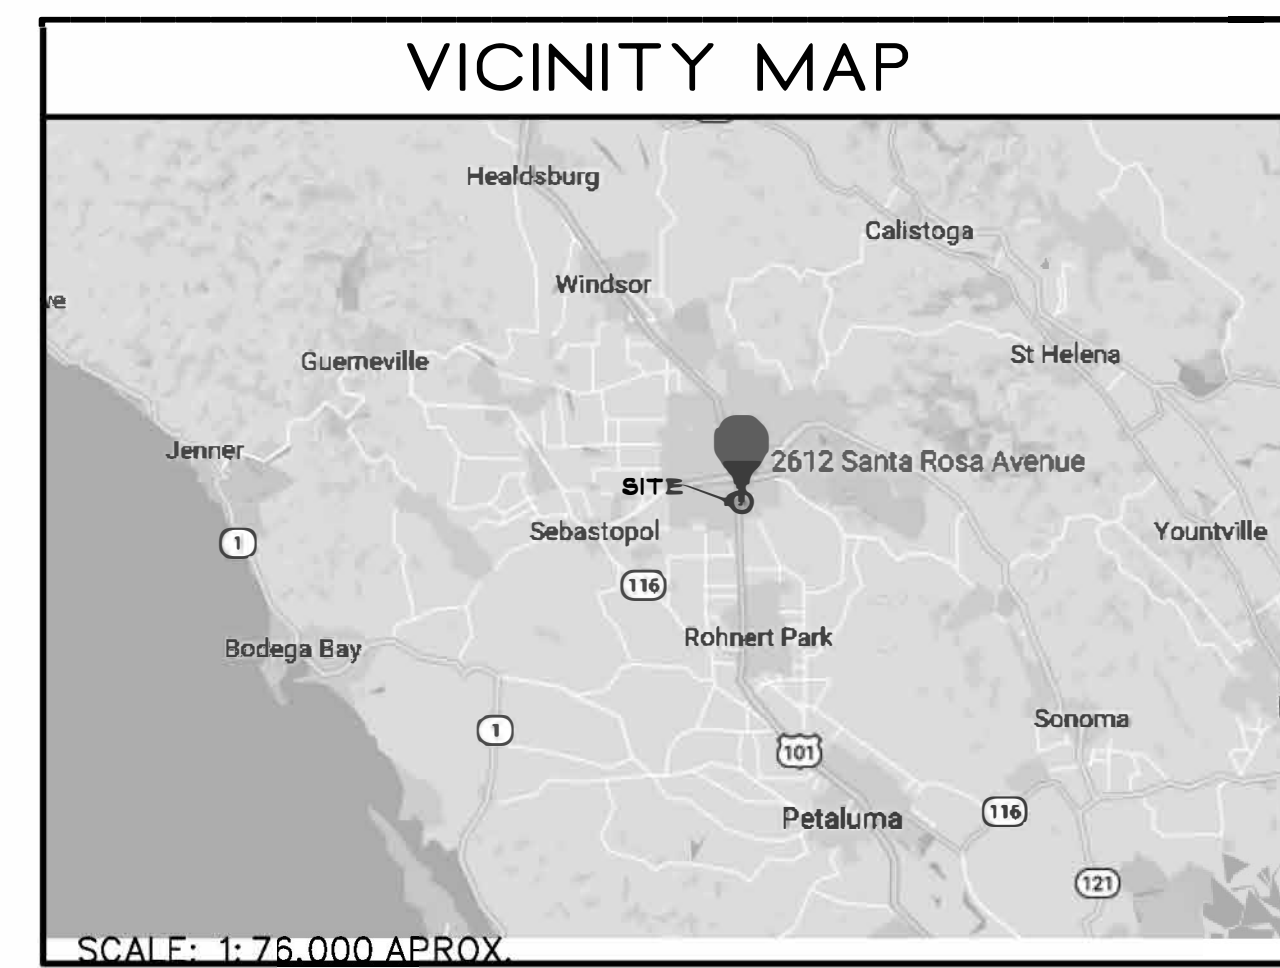 VICINITY MAP
Healdsburg
Calistoga
Windsor
ve
Guerneville
St Helena
Jenner
2612 Santa Rosa Avenue
SITE
Sebastopol
Yountville
1
116
Bodega Bay
Rohnert Park
Sonoma
1
101
116
Petaluma
121
SCALE: 1: 76.000 APROX.